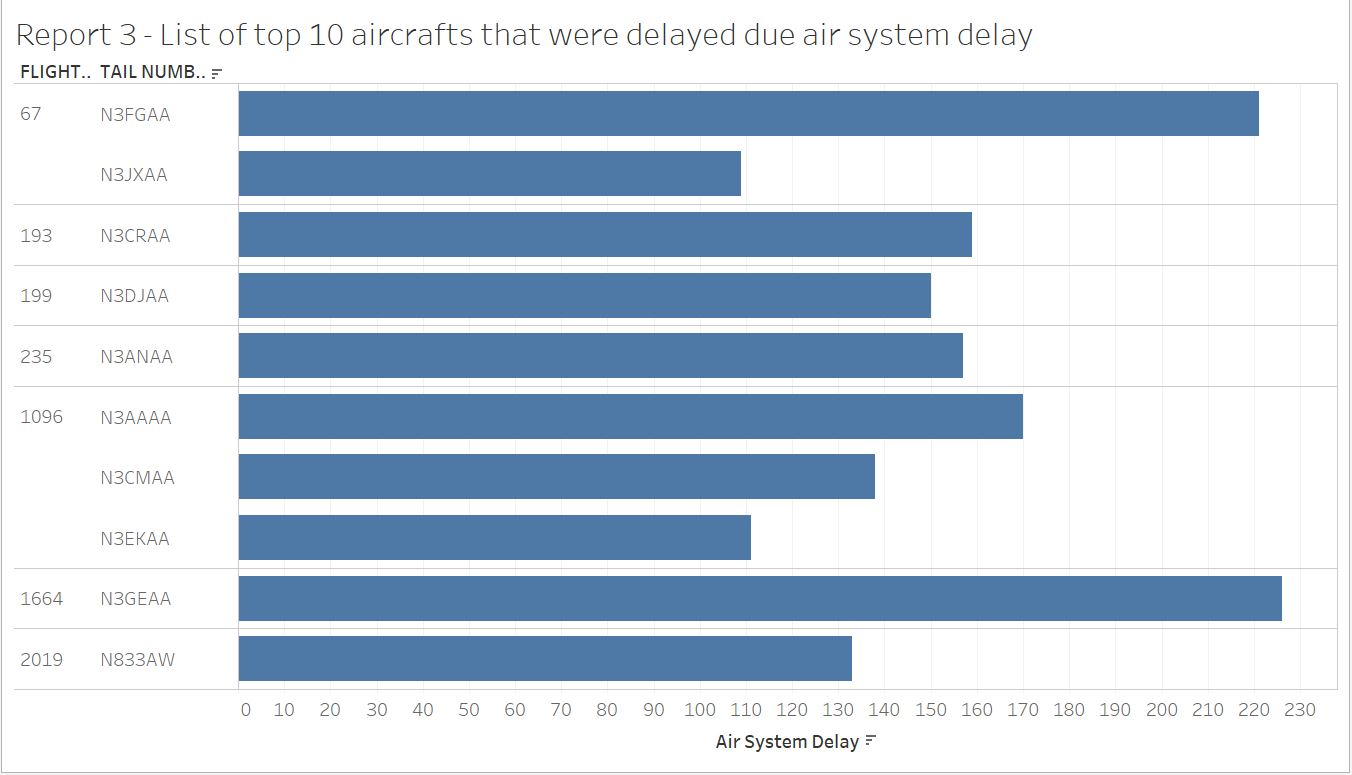 Report 3 - List of top 10 aircrafts that were delayed due air system delay
FLIGHT.. TAIL NUMB..
67 N3FGAA
N3JXAA
193 N3CRAA
199 N3DJAA
235 N3ANAA
1096 N3AAAA
N3CMAA
N3EKAA
1664 N3GEAA
2019 N833AW
0 10 20 30 40 50 60 70 80 90 100 110 120 130 140 150 160 170 180 190 200 210 220 230
Air System Delay